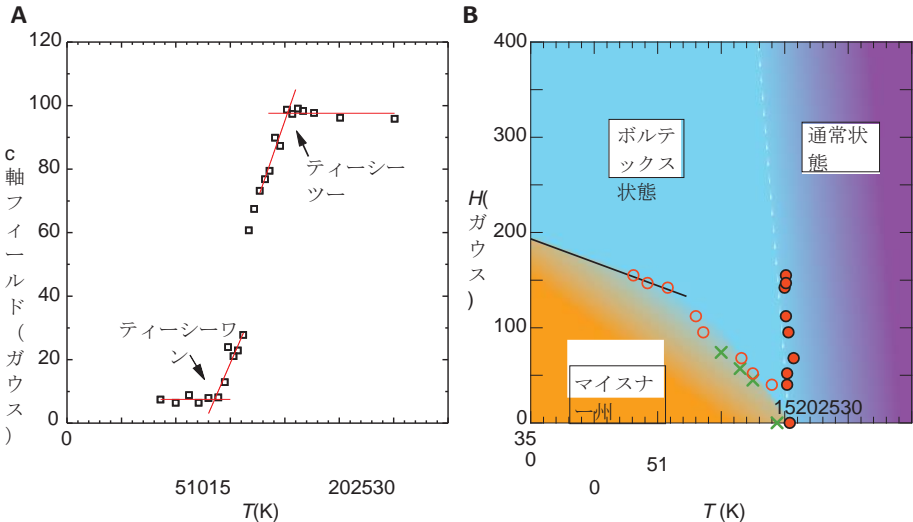 A
120
100
80
60
40
20
0
c軸フィールド(ガウス)
ティーシー
ツー
ティーシーワ
ン
0
51015
202530
T(K)
B
400
300
200
100
0
H(ガウス)
ボルテ
ックス
状態
通常状
態
マイスナ
ー州
15202530
35
0
51
0
T (K)